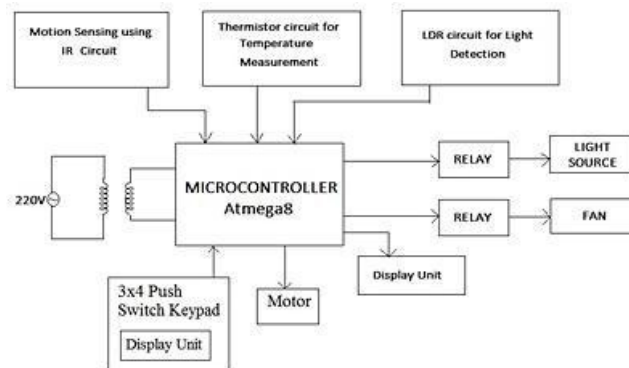 Motion Sensing using
IR Circuit
Thermistor circuit for
Temperature
Measurement
LDR circuit for Light
Detection
MICROCONTROLLER
Atmega8
220V
RELAY
LIGHT
SOURCE
RELAY
FAN
Display Unit
Motor
3x4 Push
Switch Keypad
Display Unit